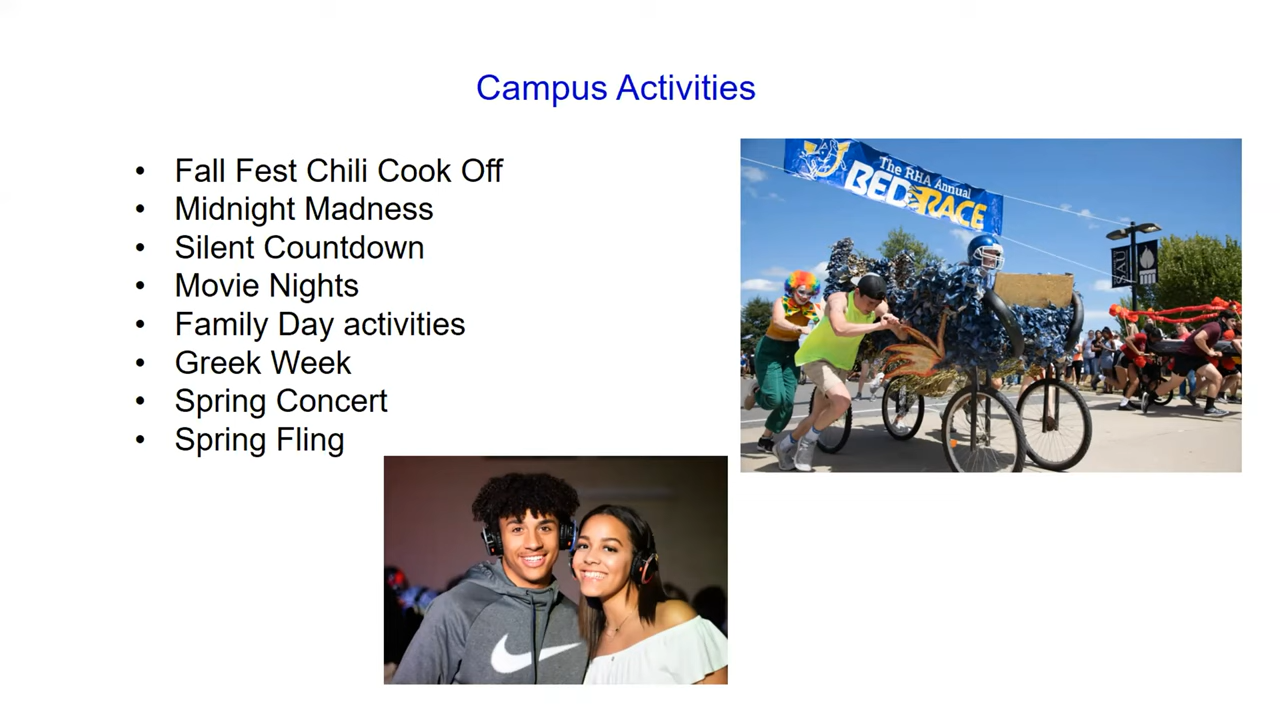 Campus Activities
• Fall Fest Chili Cook Off
• Midnight Madness
• Silent Countdown
• Movie Nights
• Family Day activities
• Greek Week
• Spring Concert
• Spring Fling
The RHA Annual
BED RACE
SAU